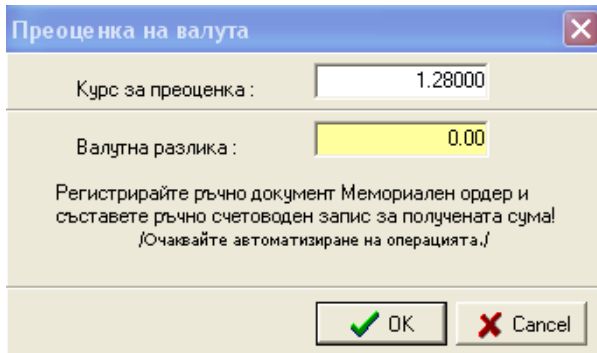 Преоценка на валута
Курс за преоценка : 1.28000
Валутна разлика : 0.00
Регистрирайте ръчно документ Мемориален ордер и
съставете ръчно счетоводен запис за получената сума!
/Очаквайте автоматизиране на операцията./
OK Cancel